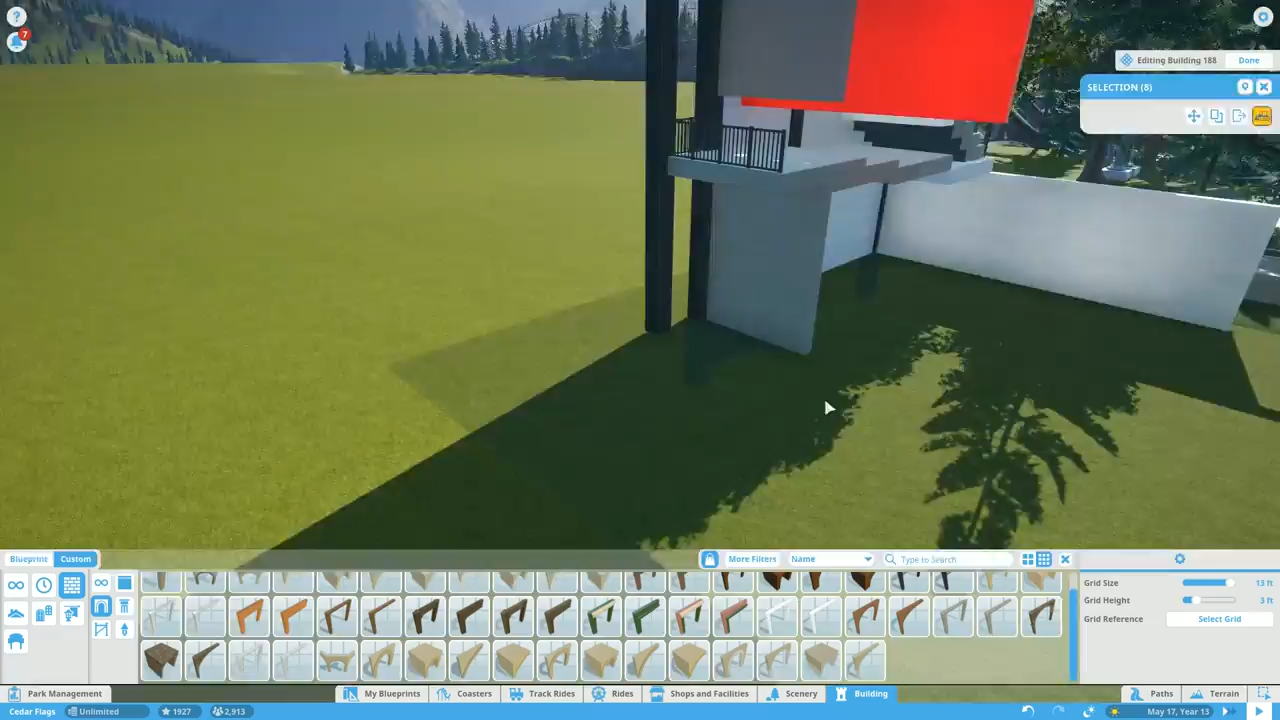 ?
7
Editing Building 188 Done
SELECTION (8)
Blueprint Custom
More Filters Name Type to Search
Grid Size 13 ft
Grid Height 3 ft
Grid Reference Select Grid
Park Management My Blueprints Coasters Track Rides Rides Shops and Facilities Scenery Building Paths Terrain
Cedar Flags Unlimited 1927 2,913 May 17, Year 13